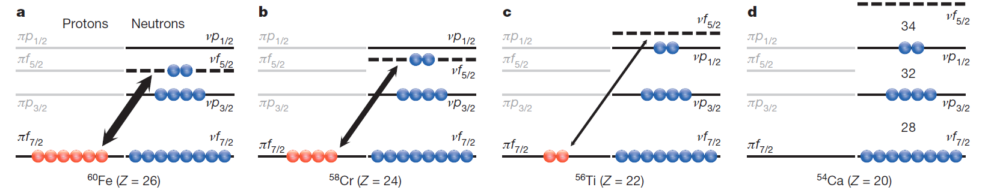 a
Protons Neutrons
πp1/2 νp1/2
πf5/2 νf5/2
πp3/2 νp3/2
πf7/2 νf7/2
60Fe (Z = 26)
b
πp1/2 νp1/2
πf5/2 νf5/2
πp3/2 νp3/2
πf7/2 νf7/2
58Cr (Z = 24)
c
νf5/2
πp1/2 νp1/2
πf5/2
πp3/2 νp3/2
πf7/2 νf7/2
56Ti (Z = 22)
d
νf5/2
34
πp1/2 νp1/2
πf5/2
32
πp3/2 νp3/2
28
πf7/2 νf7/2
54Ca (Z = 20)